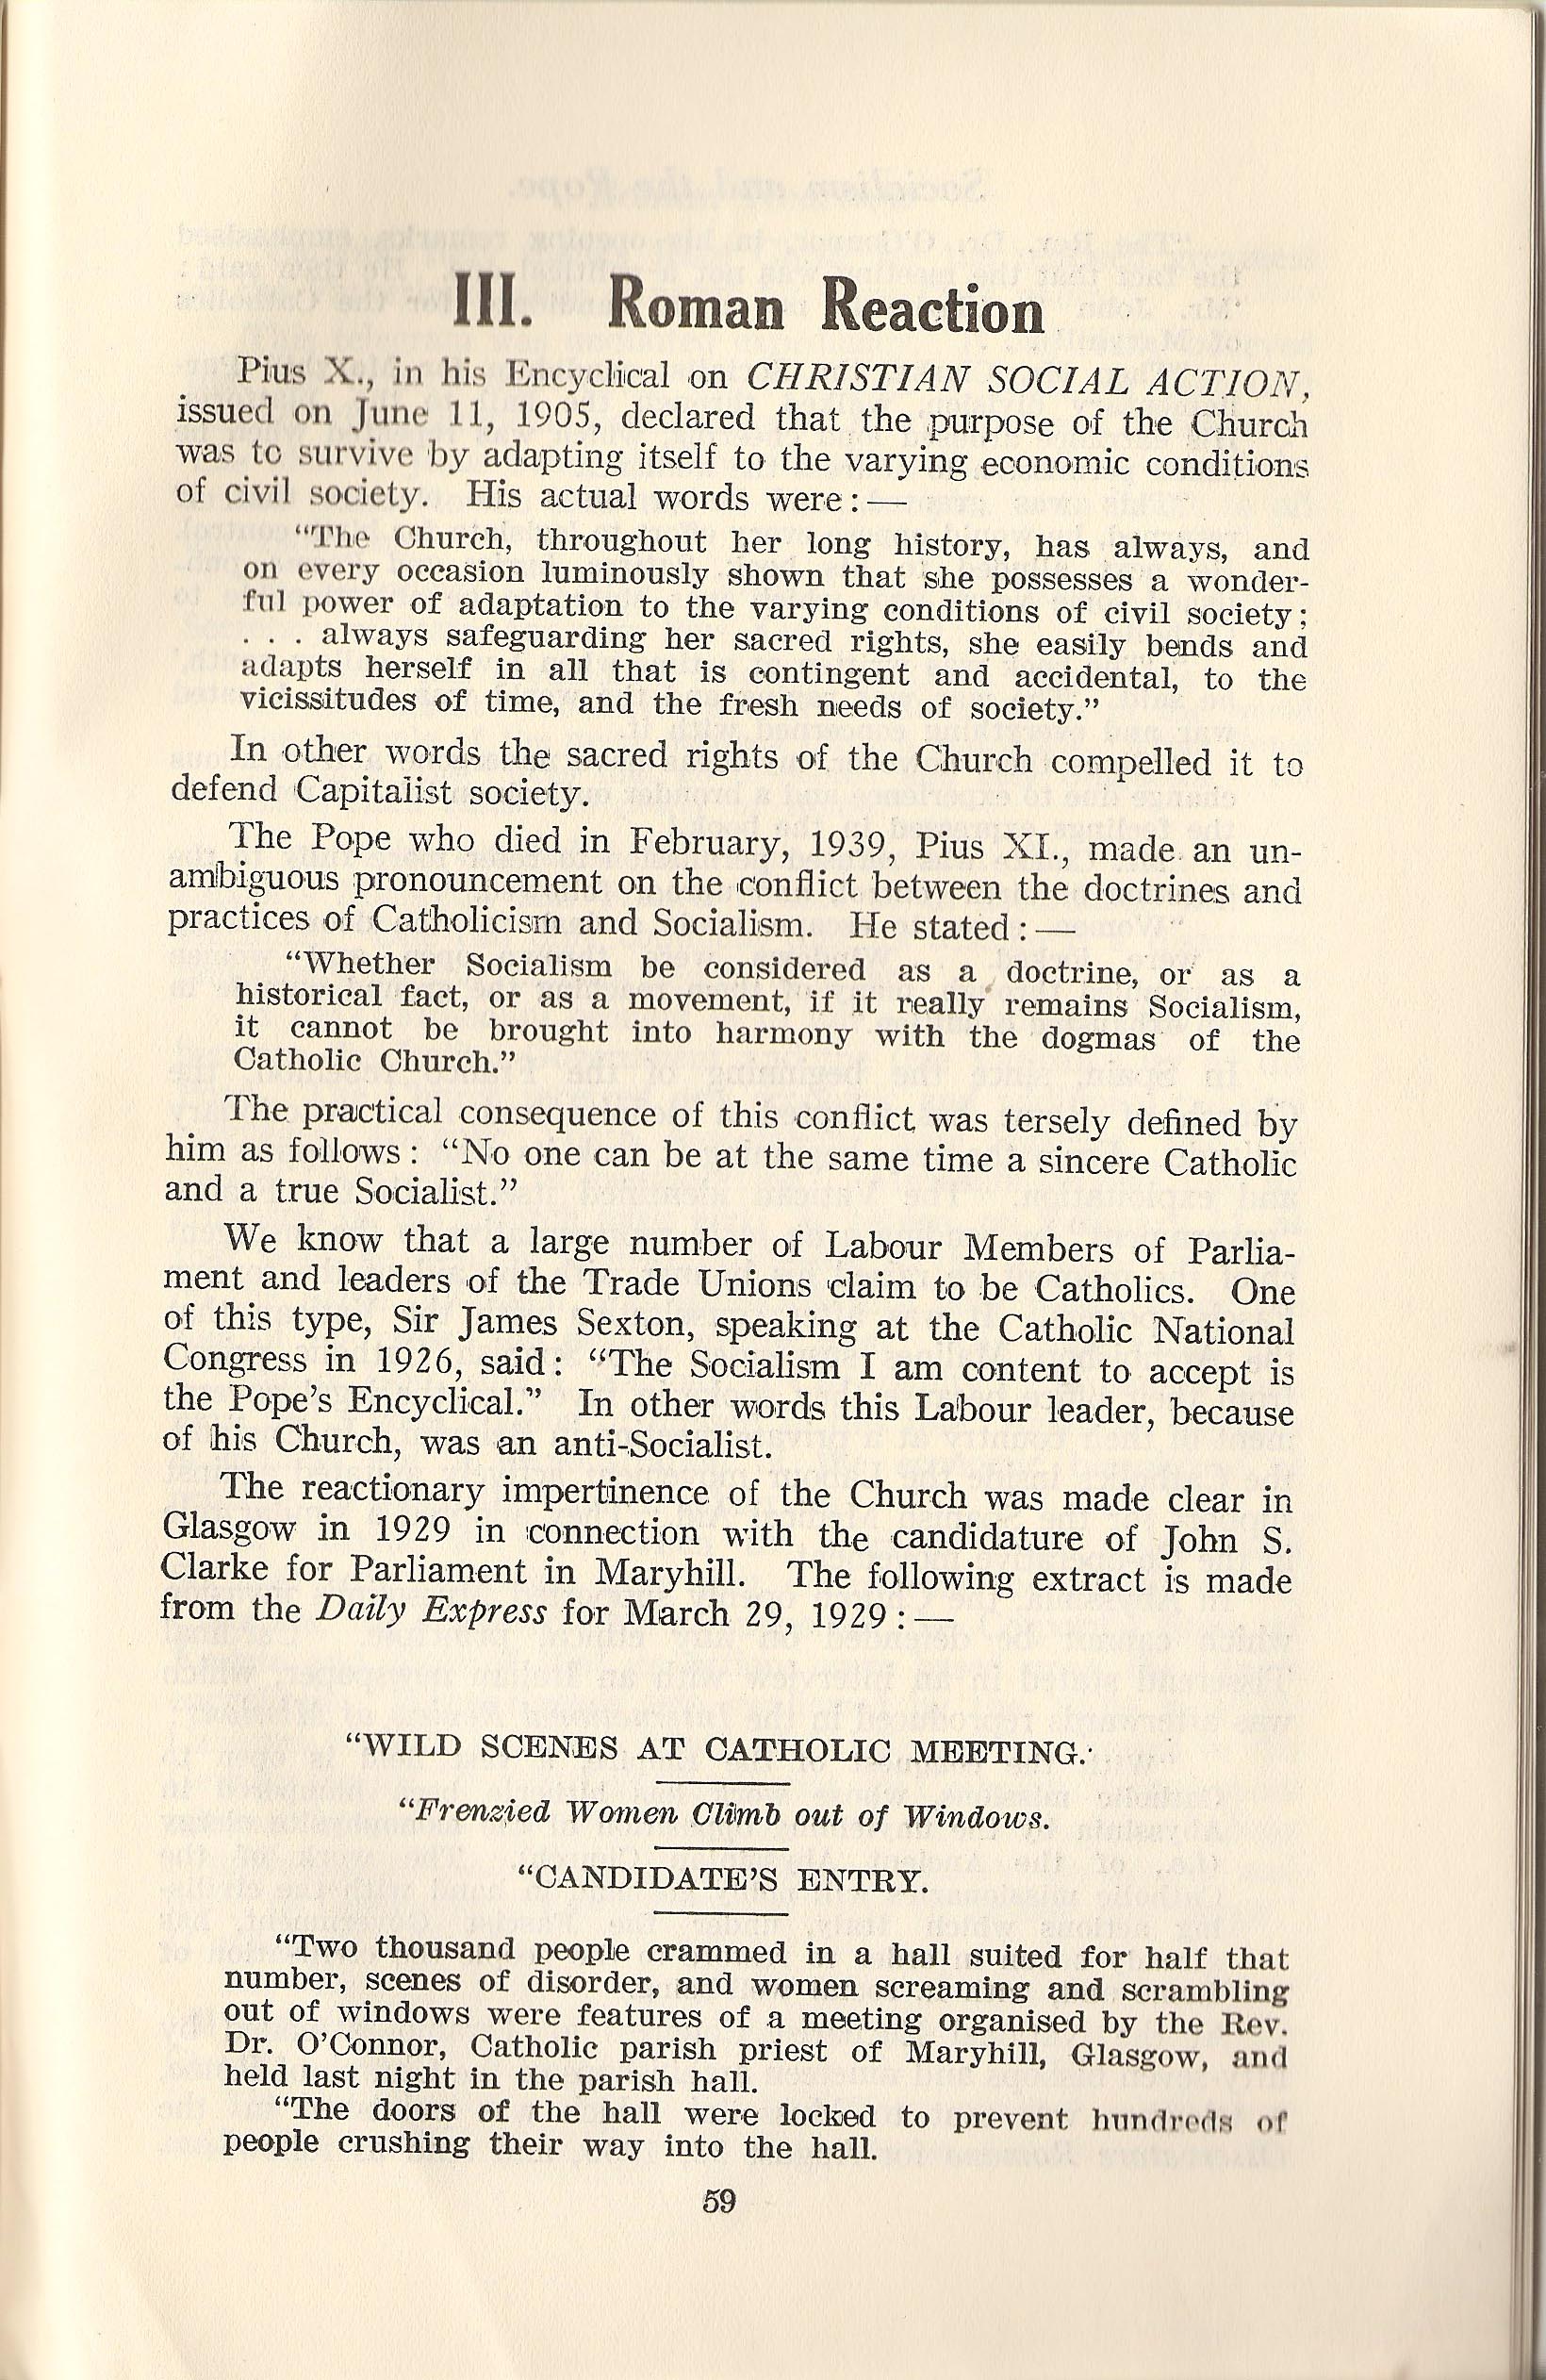 III. Roman Reaction
Pius X., in his Encyclical on CHRISTIAN SOCIAL ACTION,
issued on June 11, 1905, declared that the purpose of the Church
was to survive by adapting itself to the varying economic conditions
of civil society. His actual words were:—
“The Church, throughout her long history, has always, and
on every occasion luminously shown that she possesses a wonder-
ful power of adaptation to the varying conditions of civil society;
. . . always safeguarding her sacred rights, she easily bends and
adapts herself in all that is contingent and accidental, to the
vicissitudes of time, and the fresh needs of society.”
In other words the sacred rights of the Church compelled it to
defend Capitalist society.
The Pope who died in February, 1939, Pius XI., made an un-
ambiguous pronouncement on the conflict between the doctrines and
practices of Catholicism and Socialism. He stated:—
“Whether Socialism be considered as a doctrine, or as a
historical fact, or as a movement, if it really remains Socialism,
it cannot be brought into harmony with the dogmas of the
Catholic Church.”
The practical consequence of this conflict was tersely defined by
him as follows: “No one can be at the same time a sincere Catholic
and a true Socialist.”
We know that a large number of Labour Members of Parlia-
ment and leaders of the Trade Unions claim to be Catholics. One
of this type, Sir James Sexton, speaking at the Catholic National
Congress in 1926, said: “The Socialism I am content to accept is
the Pope’s Encyclical.” In other words this Labour leader, because
of his Church, was an anti-Socialist.
The reactionary impertinence of the Church was made clear in
Glasgow in 1929 in connection with the candidature of John S.
Clarke for Parliament in Maryhill. The following extract is made
from the Daily Express for March 29, 1929:—
“WILD SCENES AT CATHOLIC MEETING.
“Frenzied Women Climb out of Windows.
“CANDIDATE’S ENTRY.
“Two thousand people crammed in a hall suited for half that
number, scenes of disorder, and women screaming and scrambling
out of windows were features of a meeting organised by the Rev.
Dr. O’Connor, Catholic parish priest of Maryhill, Glasgow, and
held last night in the parish hall.
“The doors of the hall were locked to prevent hundreds of
people crushing their way into the hall.
59